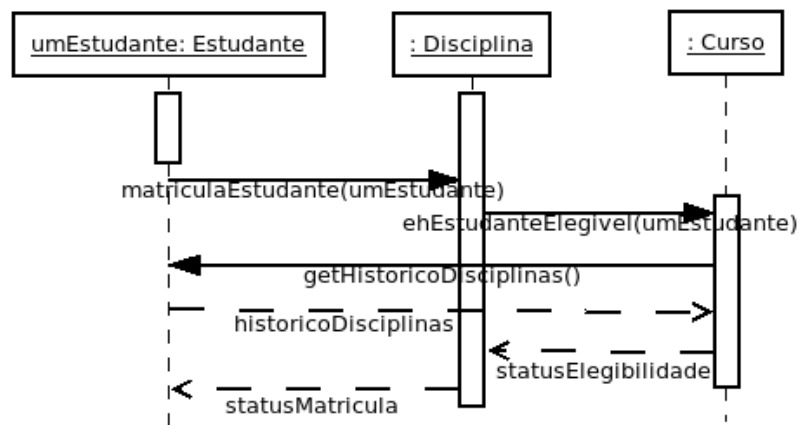 umEstudante: Estudante
: Disciplina
: Curso
matriculaEstudante(umEstudante)
ehEstudanteElegivel(umEstudante)
getHistoricoDisciplinas()
historicoDisciplinas
statusElegibilidade
statusMatricula